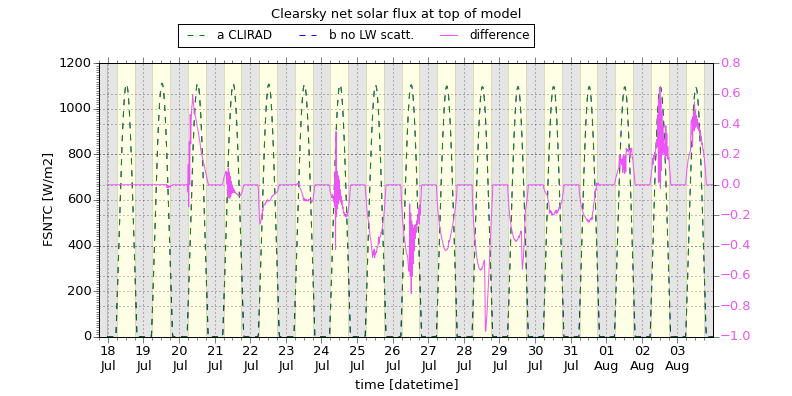 Clearsky net solar flux at top of model
a CLIRAD b no LW scatt. difference
1200 0.8
1000 0.6
0.4
800 0.2
0.0
600 −0.2
400 −0.4
200 −0.6
−0.8
0 −1.0
FSNTC [W/m2]
18 19 20 21 22 23 24 25 26 27 28 29 30 31 01 02 03
Jul Jul Jul Jul Jul Jul Jul Jul Jul Jul Jul Jul Jul Jul Aug Aug Aug
time [datetime]